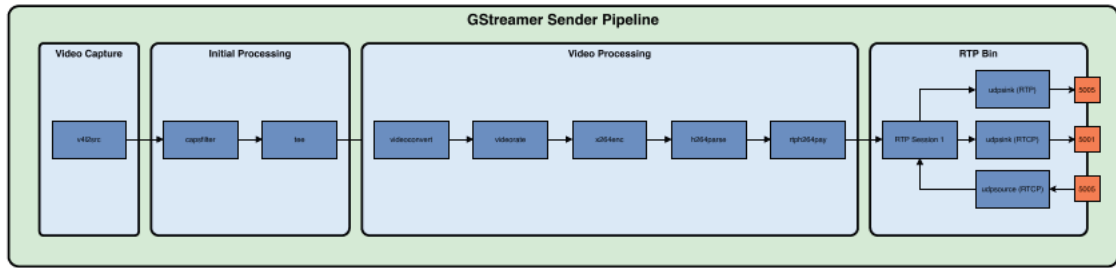 GStreamer Sender Pipeline
Video Capture
Initial Processing
Video Processing
RTP Bin
v4l2src
capsfilter
tee
videoconvert
videorate
x264enc
h264parse
rtph264pay
RTP Session 1
udpsink (RTP)
5005
udpsink (RTCP)
5001
udpsource (RTCP)
5005